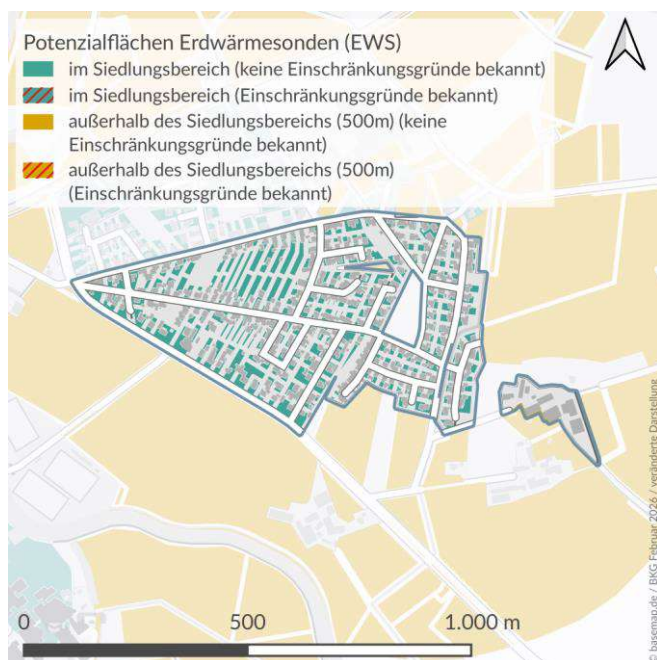 Potenzialflächen Erdwärmesonden (EWS)
im Siedlungsbereich (keine Einschränkungsgründe bekannt)
im Siedlungsbereich (Einschränkungsgründe bekannt)
außerhalb des Siedlungsbereichs (500m) (keine
Einschränkungsgründe bekannt)
außerhalb des Siedlungsbereichs (500m)
(Einschränkungsgründe bekannt)
0 500 1.000 m
© basemap.de / BKG Februar 2026 / veränderte Darstellung